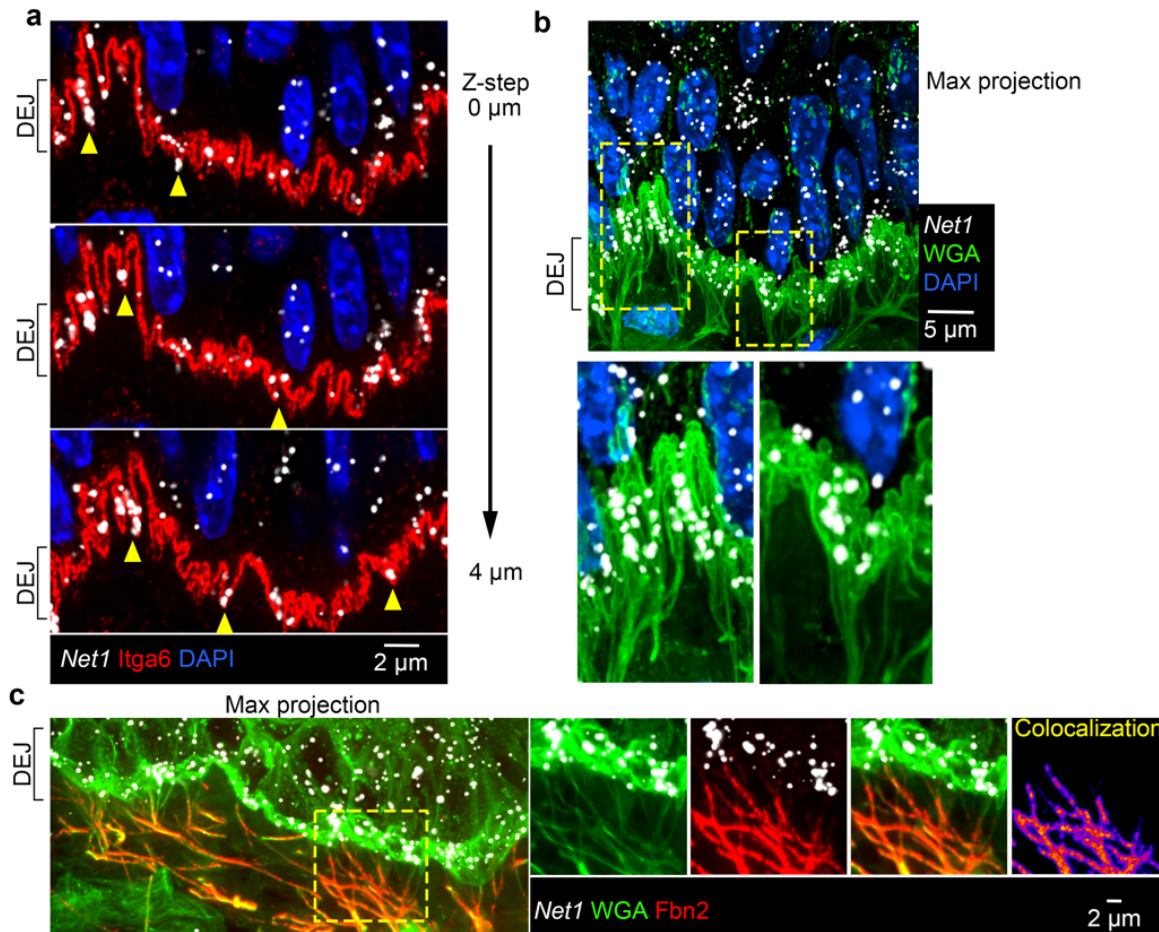 a
DEJ
Z-step
0 µm
DEJ
DEJ
4 µm
Net1 Itga6 DAPI
2 µm
b
Max projection
DEJ
Net1
WGA
DAPI
5 µm
c
Max projection
DEJ
Colocalization
Net1 WGA Fbn2
2 µm